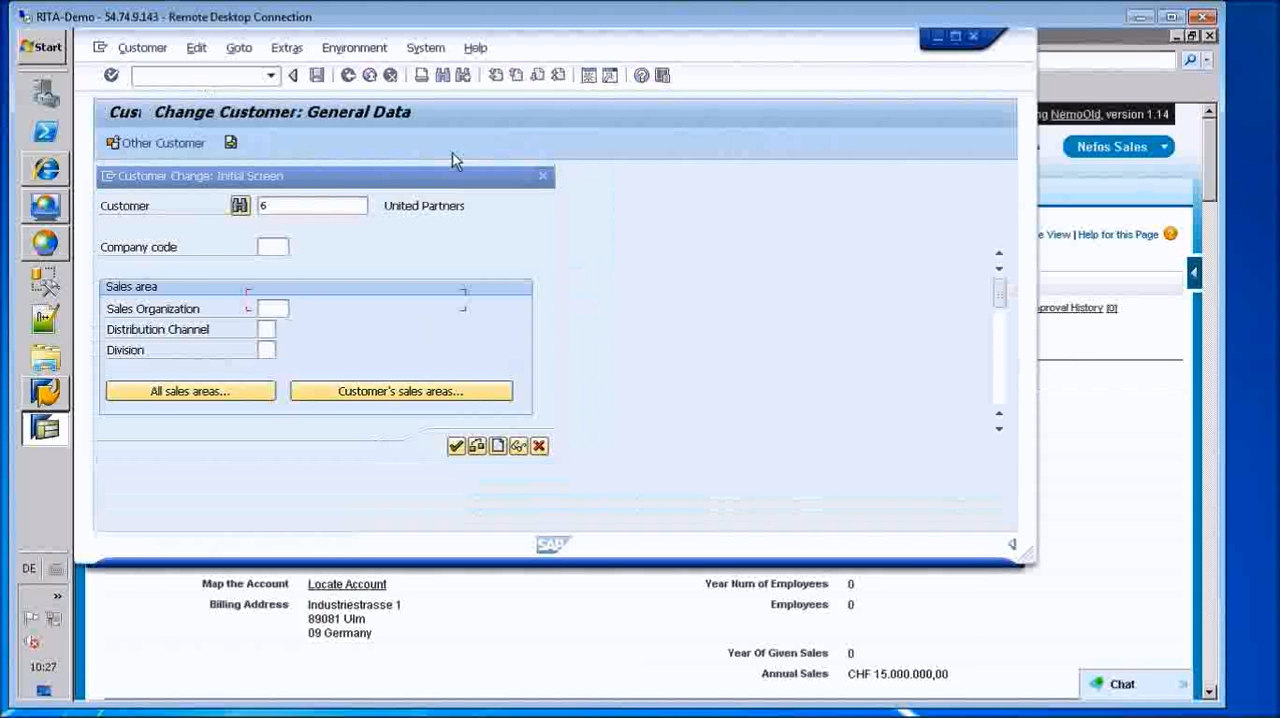 RITA-Demo - 54.74.9.143 - Remote Desktop Connection
Start
Customer Edit Goto Extras Environment System Help
Change Customer: General Data
Other Customer
Customer Change: Initial Screen
Customer 6 United Partners
Company code
Sales area
Sales Organization
Distribution Channel
Division
All sales areas... Customer's sales areas...
SAP
NemoOld, version 1.14
Nefos Sales
View | Help for this Page
History [0]
Map the Account Locate Account
Billing Address Industriestrasse 1
89081 Ulm
09 Germany
Year Num of Employees 0
Employees 0
Year Of Given Sales 0
Annual Sales CHF 15.000.000,00
Chat
DE
10:27